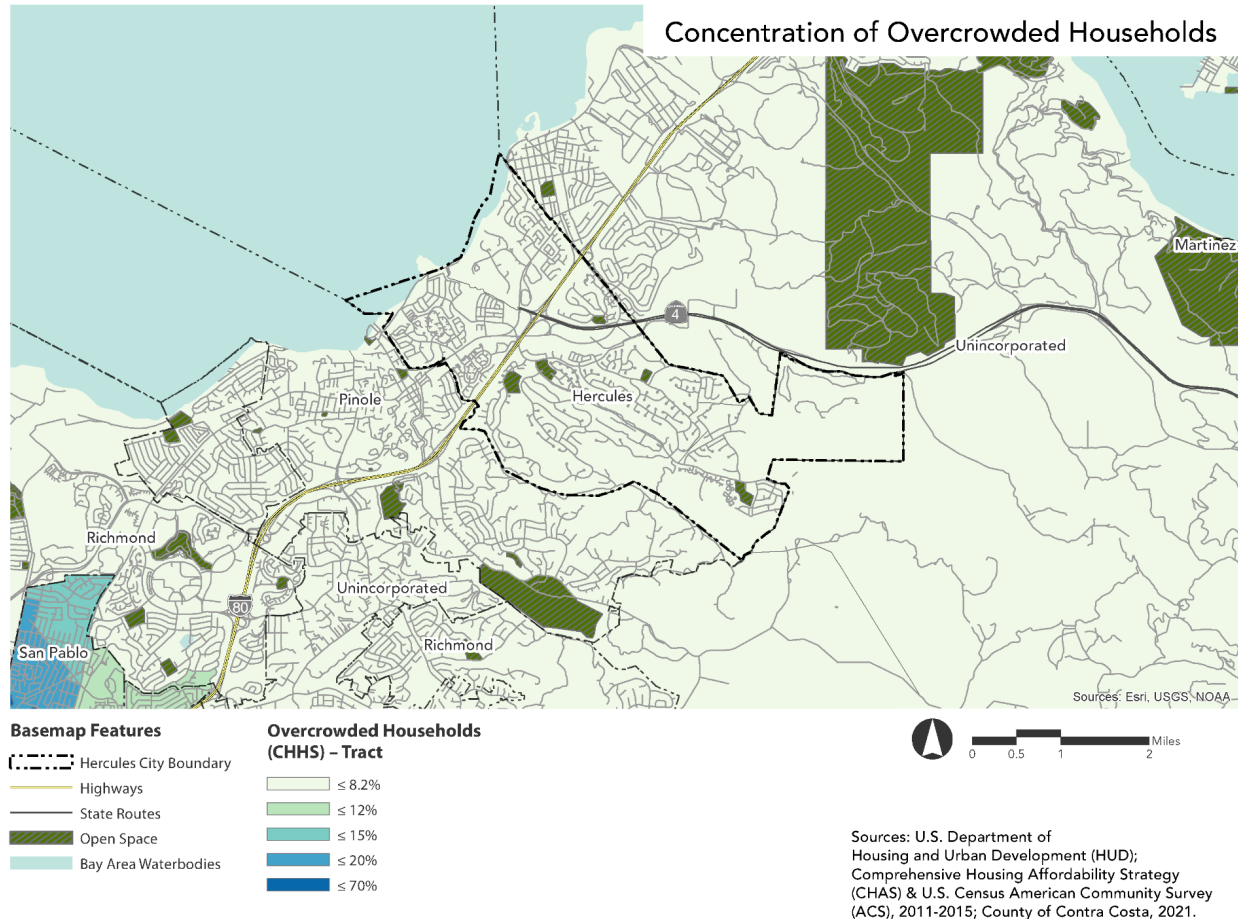 Concentration of Overcrowded Households
Martinez
4
Unincorporated
Hercules
Pinole
Richmond
Unincorporated
80
Richmond
San Pablo
Sources: Esri, USGS, NOAA
Basemap Features
Hercules City Boundary
Highways
State Routes
Open Space
Bay Area Waterbodies
Overcrowded Households
(CHHS) – Tract
≤ 8.2%
≤ 12%
≤ 15%
≤ 20%
≤ 70%
0 0.5 1 2 Miles
Sources: U.S. Department of
Housing and Urban Development (HUD);
Comprehensive Housing Affordability Strategy
(CHAS) & U.S. Census American Community Survey
(ACS), 2011-2015; County of Contra Costa, 2021.